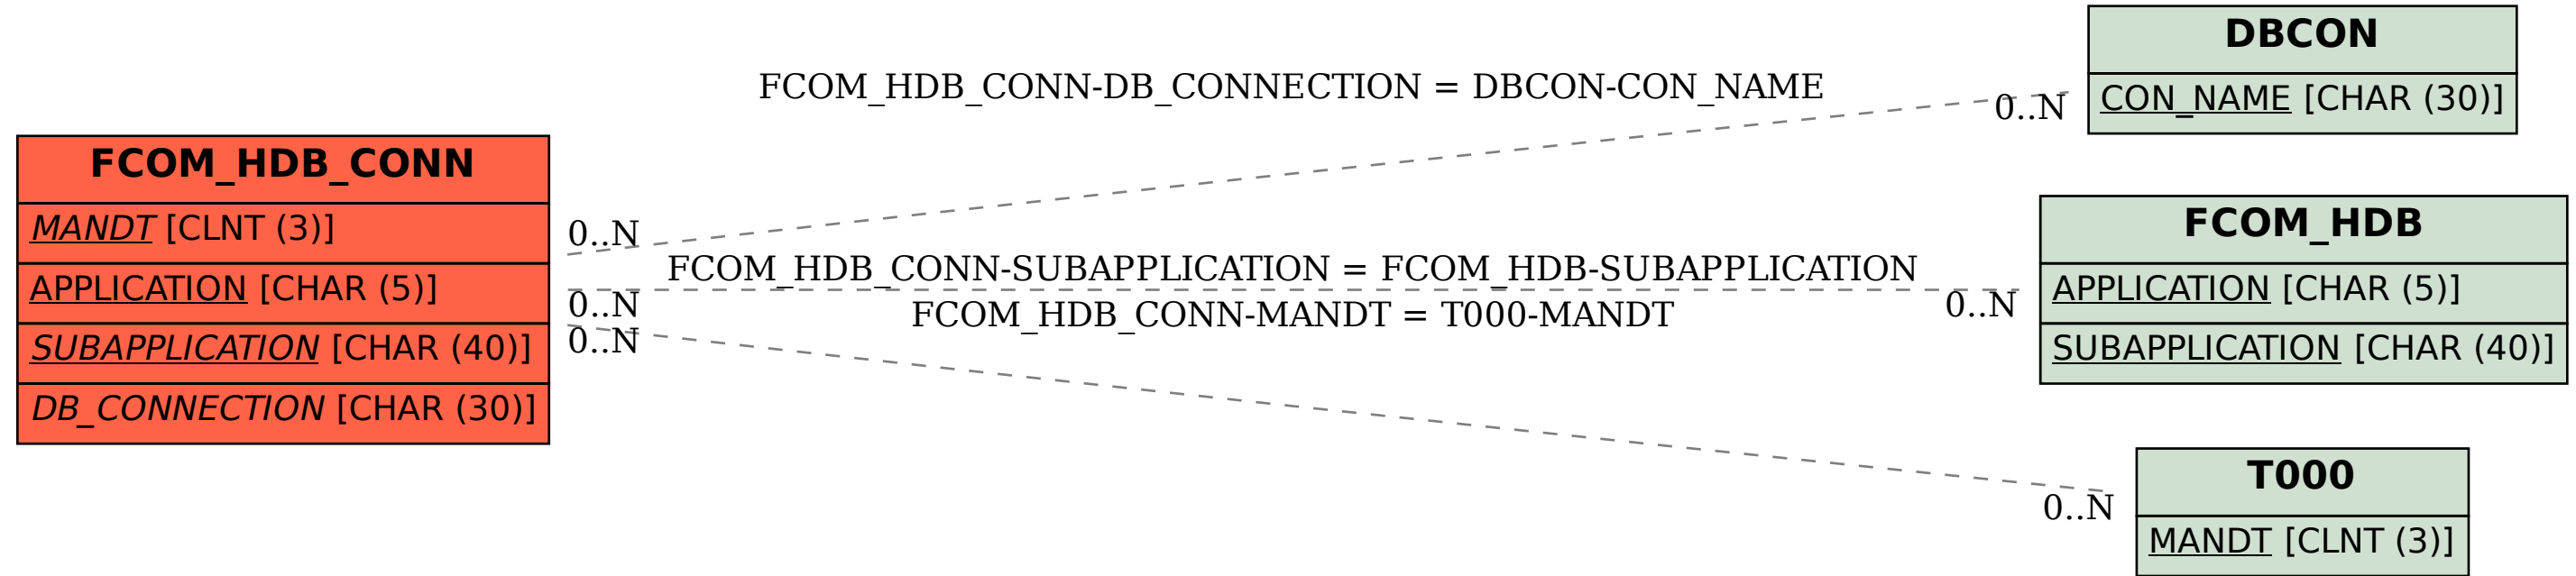 FCOM_HDB_CONN
MANDT [CLNT (3)]
APPLICATION [CHAR (5)]
SUBAPPLICATION [CHAR (40)]
DB_CONNECTION [CHAR (30)]
FCOM_HDB_CONN-DB_CONNECTION = DBCON-CON_NAME
0..N
0..N
FCOM_HDB_CONN-SUBAPPLICATION = FCOM_HDB-SUBAPPLICATION
0..N
0..N
FCOM_HDB_CONN-MANDT = T000-MANDT
0..N
0..N
DBCON
CON_NAME [CHAR (30)]
FCOM_HDB
APPLICATION [CHAR (5)]
SUBAPPLICATION [CHAR (40)]
T000
MANDT [CLNT (3)]